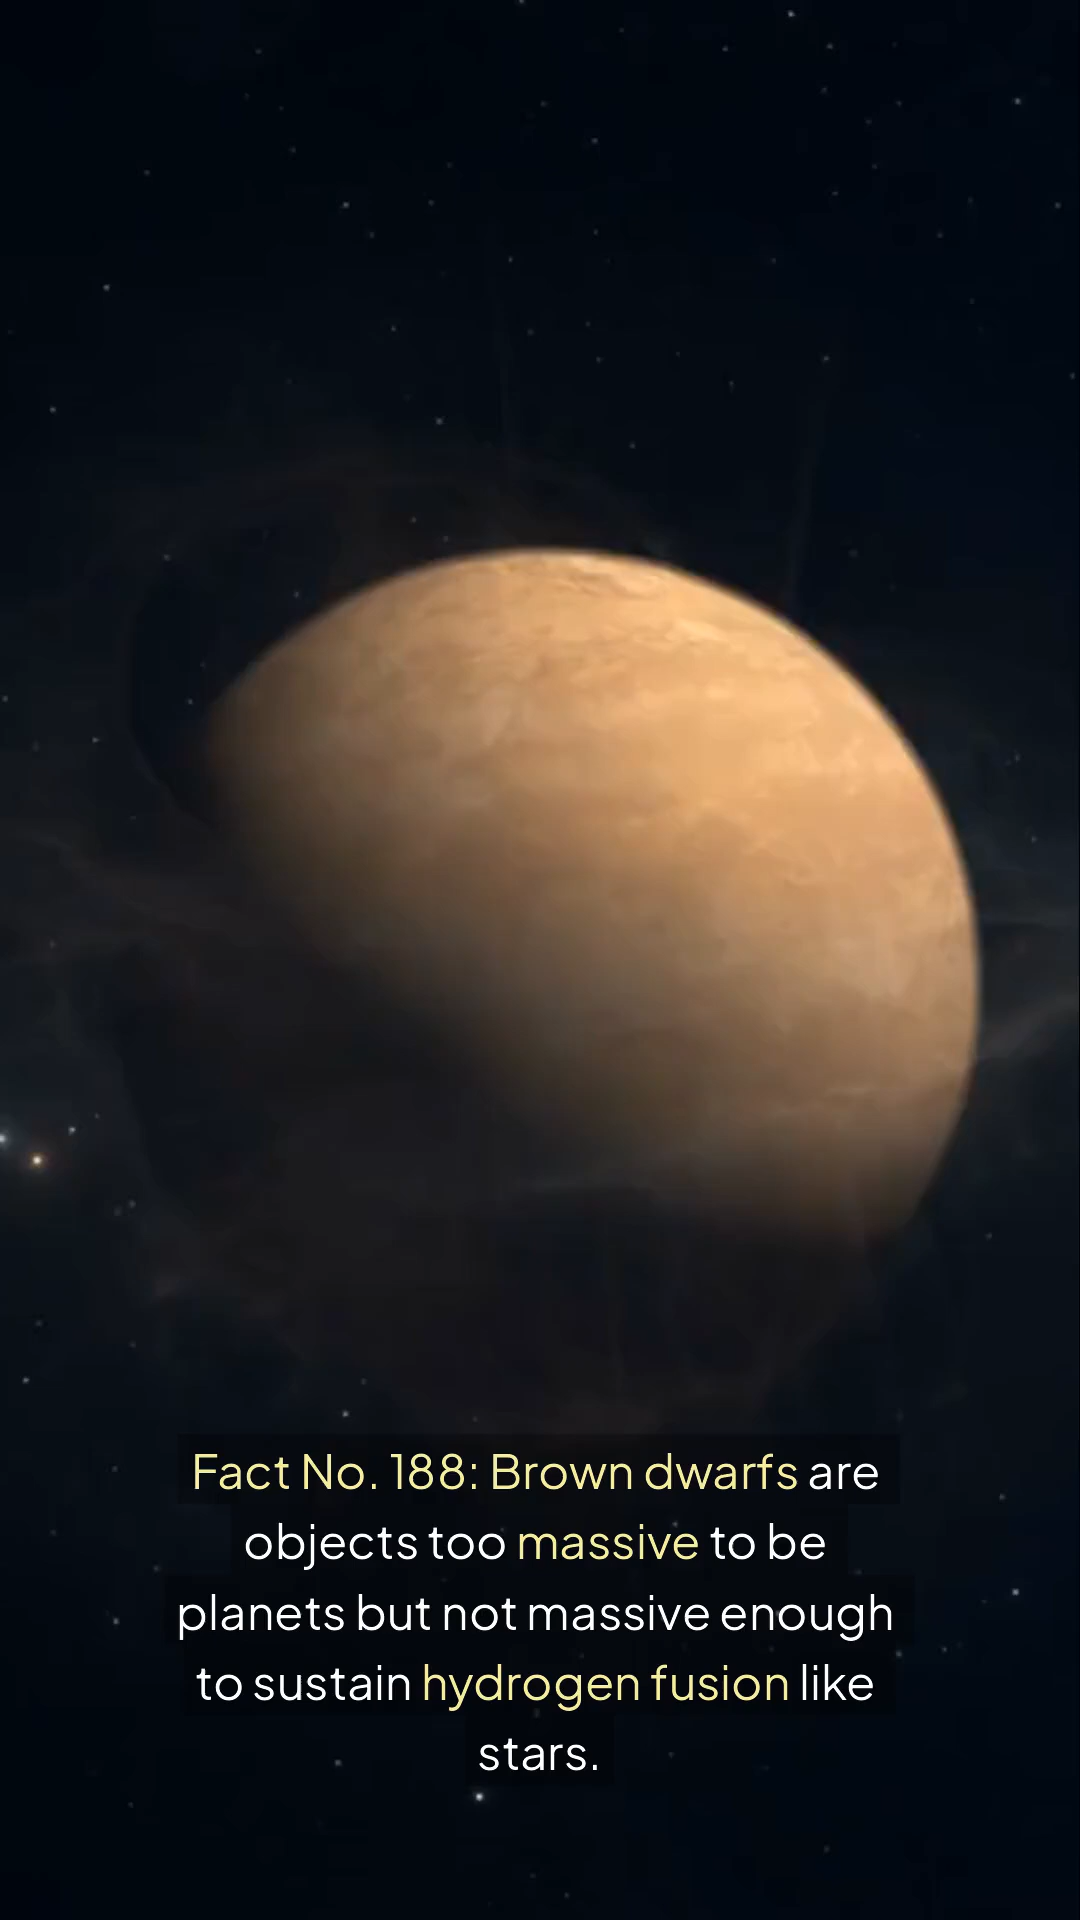 Fact No. 188: Brown dwarfs are
objects too massive to be
planets but not massive enough
to sustain hydrogen fusion like
stars.